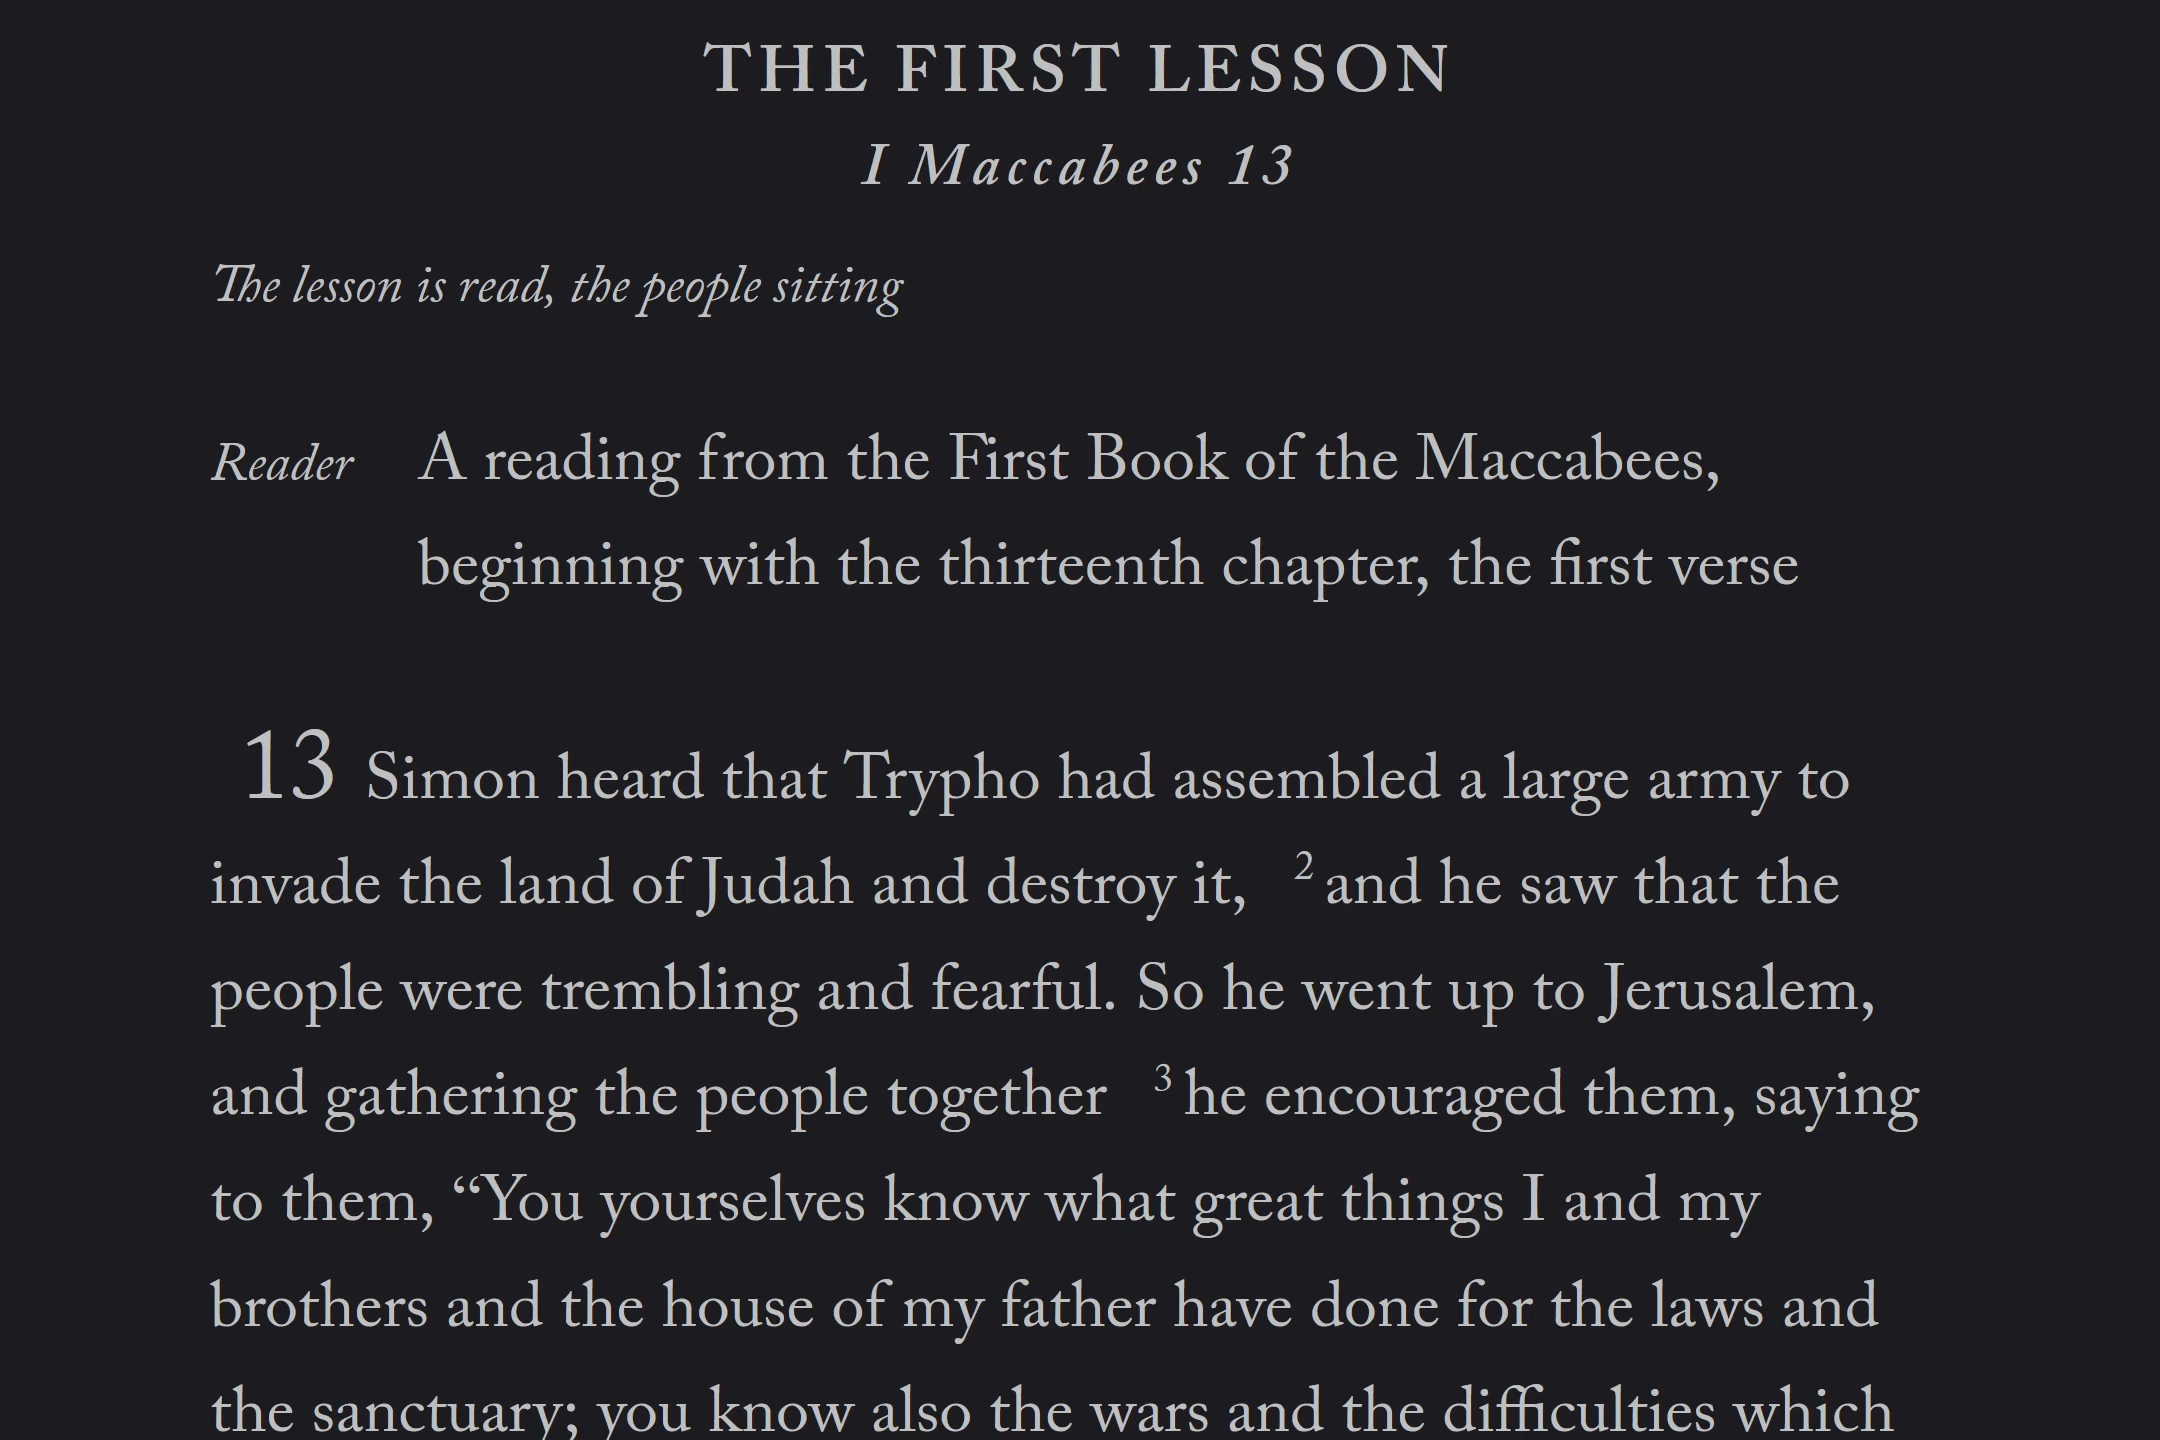 THE FIRST LESSON
I Maccabees 13
The lesson is read, the people sitting
Reader A reading from the First Book of the Maccabees,
beginning with the thirteenth chapter, the first verse
13 Simon heard that Trypho had assembled a large army to
invade the land of Judah and destroy it, 2 and he saw that the
people were trembling and fearful. So he went up to Jerusalem,
and gathering the people together 3 he encouraged them, saying
to them, “You yourselves know what great things I and my
brothers and the house of my father have done for the laws and
the sanctuary; you know also the wars and the difficulties which